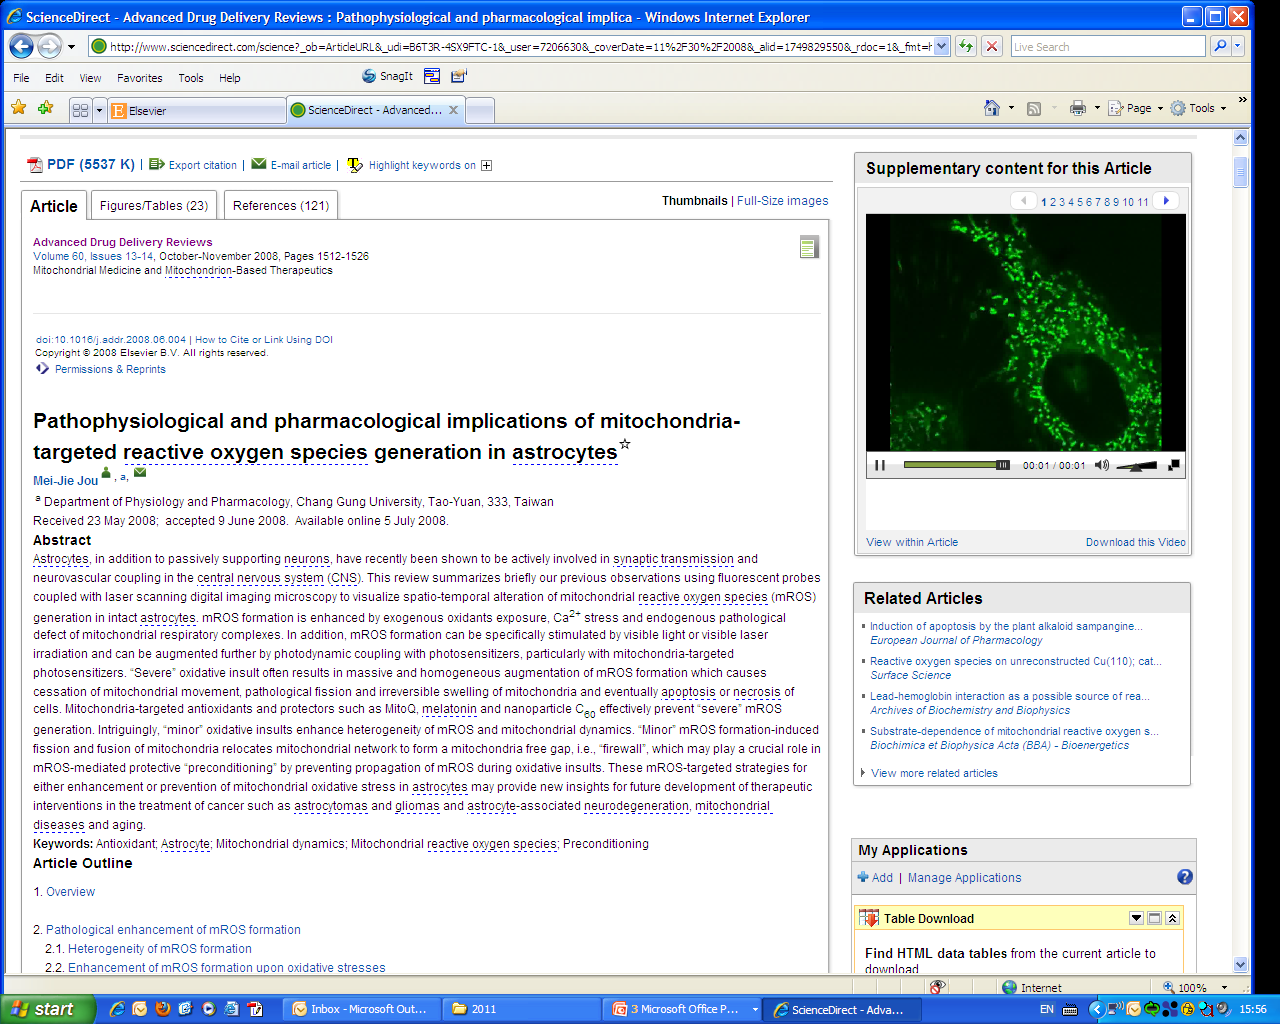 ScienceDirect - Advanced Drug Delivery Reviews : Pathophysiological and pharmacological implica - Windows Internet Explorer
http://www.sciencedirect.com/science?_ob=ArticleURL&_udi=B6T3R-4SX9FTC-1&_user=7206630&_coverDate=11%2F30%2F2008&_alid=1749829550&_rdoc=1&_fmt=h
Live Search
File Edit View Favorites Tools Help
SnagIt
Elsevier
ScienceDirect - Advanced...
Page Tools
PDF (5537 K) | Export citation | E-mail article | Highlight keywords on
Article
Figures/Tables (23)
References (121)
Thumbnails | Full-Size images
Advanced Drug Delivery Reviews
Volume 60, Issues 13-14, October-November 2008, Pages 1512-1526
Mitochondrial Medicine and Mitochondrion-Based Therapeutics
doi:10.1016/j.addr.2008.06.004 | How to Cite or Link Using DOI
Copyright © 2008 Elsevier B.V. All rights reserved.
Permissions & Reprints
Pathophysiological and pharmacological implications of mitochondria-
targeted reactive oxygen species generation in astrocytes☆
Mei-Jie Jou , a,
a Department of Physiology and Pharmacology, Chang Gung University, Tao-Yuan, 333, Taiwan
Received 23 May 2008; accepted 9 June 2008. Available online 5 July 2008.
Abstract
Astrocytes, in addition to passively supporting neurons, have recently been shown to be actively involved in synaptic transmission and
neurovascular coupling in the central nervous system (CNS). This review summarizes briefly our previous observations using fluorescent probes
coupled with laser scanning digital imaging microscopy to visualize spatio-temporal alteration of mitochondrial reactive oxygen species (mROS)
generation in intact astrocytes. mROS formation is enhanced by exogenous oxidants exposure, Ca2+ stress and endogenous pathological
defect of mitochondrial respiratory complexes. In addition, mROS formation can be specifically stimulated by visible light or visible laser
irradiation and can be augmented further by photodynamic coupling with photosensitizers, particularly with mitochondria-targeted
photosensitizers. “Severe” oxidative insult often results in massive and homogeneous augmentation of mROS formation which causes
cessation of mitochondrial movement, pathological fission and irreversible swelling of mitochondria and eventually apoptosis or necrosis of
cells. Mitochondria-targeted antioxidants and protectors such as MitoQ, melatonin and nanoparticle C60 effectively prevent “severe” mROS
generation. Intriguingly, “minor” oxidative insults enhance heterogeneity of mROS and mitochondrial dynamics. “Minor” mROS formation-induced
fission and fusion of mitochondria relocates mitochondrial network to form a mitochondria free gap, i.e., “firewall”, which may play a crucial role in
mROS-mediated protective “preconditioning” by preventing propagation of mROS during oxidative insults. These mROS-targeted strategies for
either enhancement or prevention of mitochondrial oxidative stress in astrocytes may provide new insights for future development of therapeutic
interventions in the treatment of cancer such as astrocytomas and gliomas and astrocyte-associated neurodegeneration, mitochondrial
diseases and aging.
Keywords: Antioxidant; Astrocyte; Mitochondrial dynamics; Mitochondrial reactive oxygen species; Preconditioning
Article Outline
1. Overview
2. Pathological enhancement of mROS formation
2.1. Heterogeneity of mROS formation
2.2. Enhancement of mROS formation upon oxidative stresses
Supplementary content for this Article
1 2 3 4 5 6 7 8 9 10 11
00:01 / 00:01
View within Article
Download this Video
Related Articles
Induction of apoptosis by the plant alkaloid sampangine...
European Journal of Pharmacology
Reactive oxygen species on unreconstructed Cu(110); cat...
Surface Science
Lead-hemoglobin interaction as a possible source of rea...
Archives of Biochemistry and Biophysics
Substrate-dependence of mitochondrial reactive oxygen s...
Biochimica et Biophysica Acta (BBA) - Bioenergetics
View more related articles
My Applications
Add | Manage Applications
Table Download
Find HTML data tables from the current article to
download
Internet
100%
start
Inbox - Microsoft Out...
2011
3 Microsoft Office P...
ScienceDirect - Adva...
EN
15:56